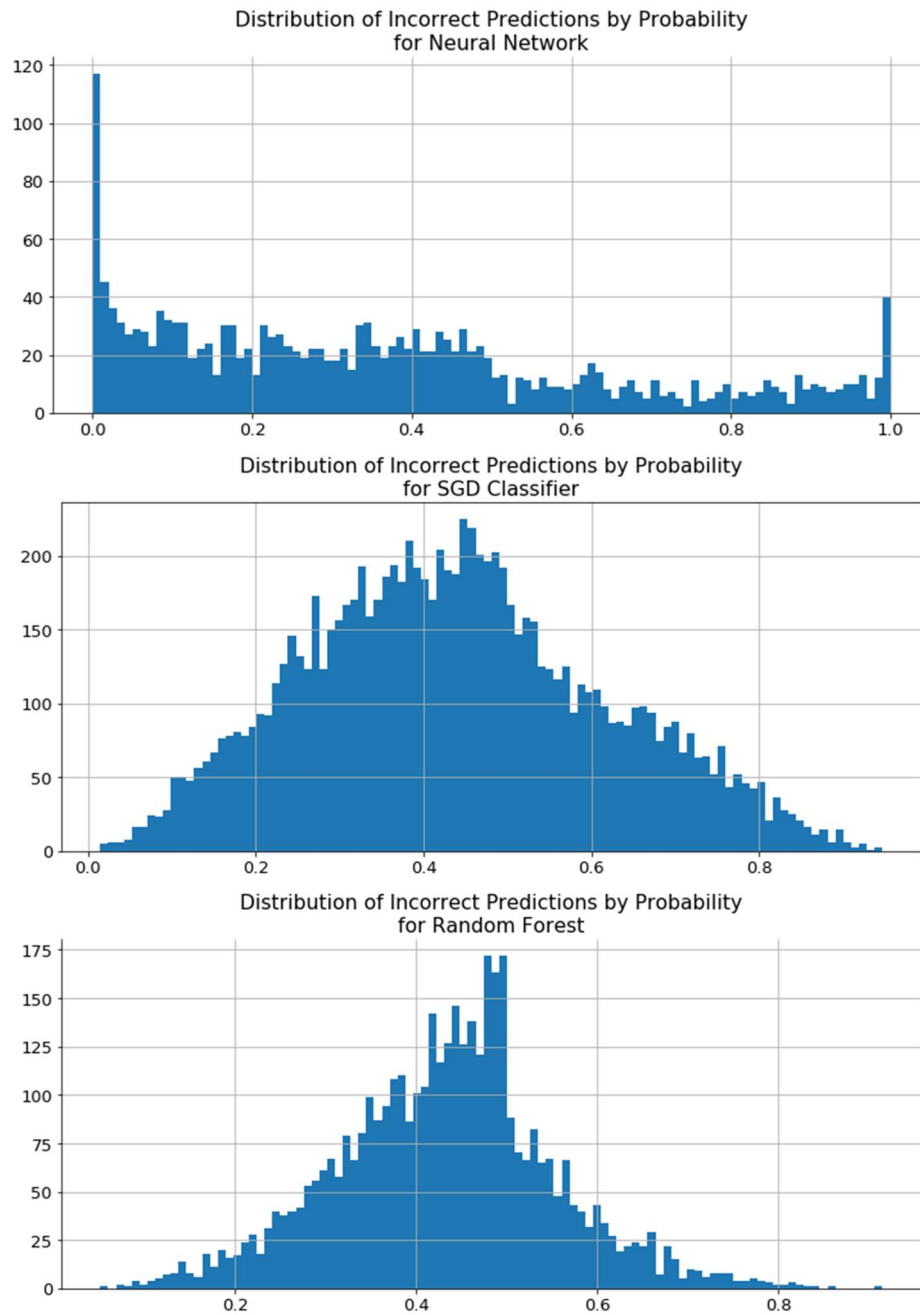 Distribution of Incorrect Predictions by Probability
for Neural Network
120
100
80
60
40
20
0
0.0 0.2 0.4 0.6 0.8 1.0
Distribution of Incorrect Predictions by Probability
for SGD Classifier
200
150
100
50
0
0.0 0.2 0.4 0.6 0.8
Distribution of Incorrect Predictions by Probability
for Random Forest
175
150
125
100
75
50
25
0
0.2 0.4 0.6 0.8